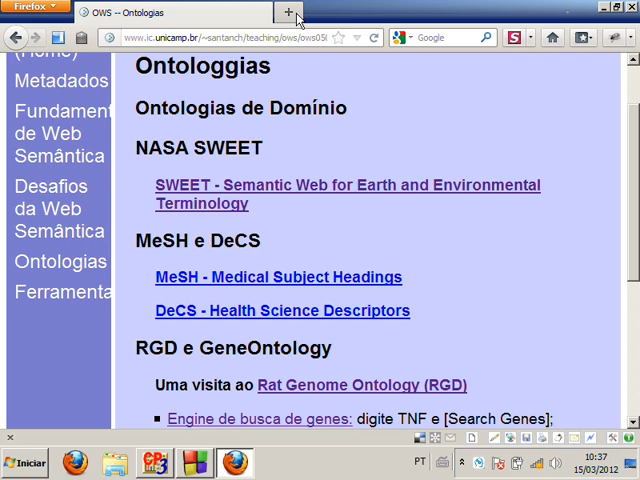 Firefox
OWS -- Ontologias
www.ic.unicamp.br/~santanch/teaching/ows/ows050
Google
(Home)
Metadados
Fundament
de Web
Semântica
Desafios
da Web
Semântica
Ontologias
Ferramenta
Ontologgias
Ontologias de Domínio
NASA SWEET
SWEET - Semantic Web for Earth and Environmental
Terminology
MeSH e DeCS
MeSH - Medical Subject Headings
DeCS - Health Science Descriptors
RGD e GeneOntology
Uma visita ao Rat Genome Ontology (RGD)
Engine de busca de genes: digite TNF e [Search Genes];
Iniciar
PT
10:37
15/03/2012